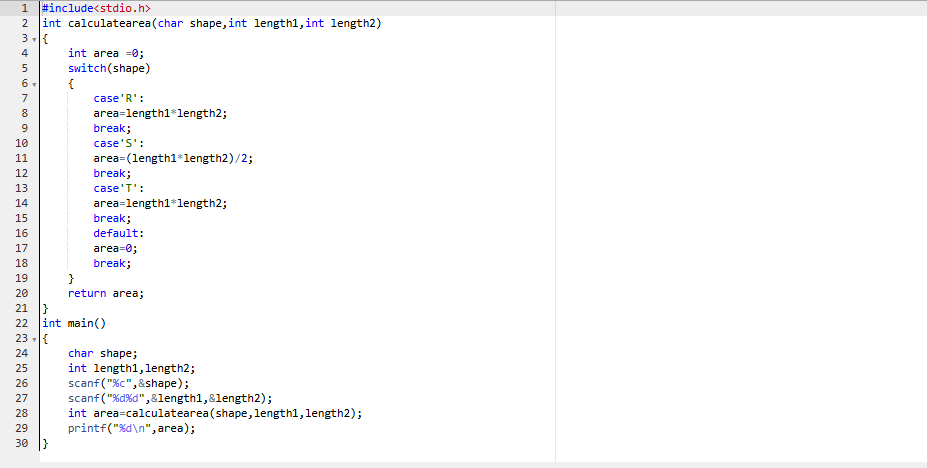 1 #include<stdio.h>
2 int calculatearea(char shape,int length1,int length2)
3 {
4 int area =0;
5 switch(shape)
6 {
7 case'R':
8 area=length1*length2;
9 break;
10 case'S':
11 area=(length1*length2)/2;
12 break;
13 case'T':
14 area=length1*length2;
15 break;
16 default:
17 area=0;
18 break;
19 }
20 return area;
21 }
22 int main()
23 {
24 char shape;
25 int length1,length2;
26 scanf("%c",&shape);
27 scanf("%d%d",&length1,&length2);
28 int area=calculatearea(shape,length1,length2);
29 printf("%d\n",area);
30 }